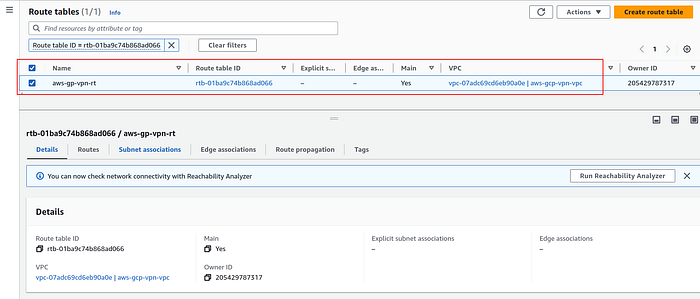 Route tables (1/1) Info
Actions
Create route table
Find resources by attribute or tag
Route table ID = rtb-01ba9c74b868ad066
Clear filters
1
Name Route table ID Explicit s... Edge as... Main VPC Owner ID
aws-gp-vpn-rt rtb-01ba9c74b868ad066 – – Yes vpc-07adc69cd6eb90a0e | aws-gcp-vpn-vpc 205429787317
rtb-01ba9c74b868ad066 / aws-gp-vpn-rt
Details Routes Subnet associations Edge associations Route propagation Tags
You can now check network connectivity with Reachability Analyzer
Run Reachability Analyzer
Details
Route table ID Main Explicit subnet associations Edge associations
rtb-01ba9c74b868ad066 Yes – –
VPC Owner ID
vpc-07adc69cd6eb90a0e | aws-gcp-vpn-vpc 205429787317